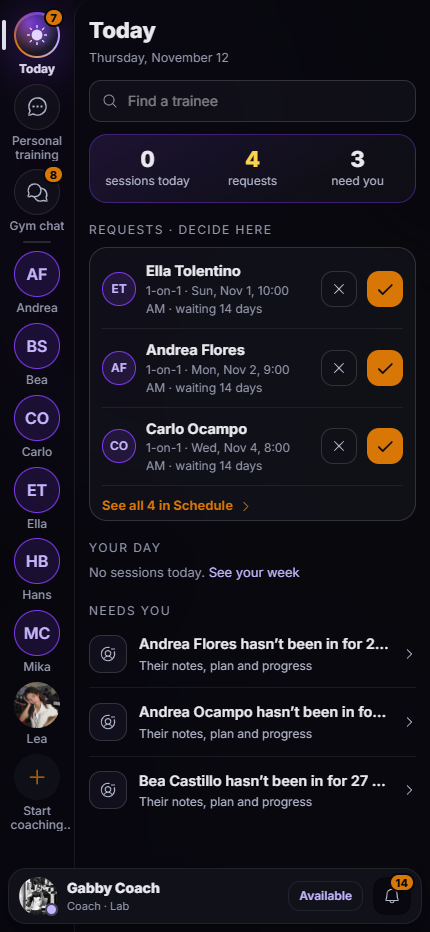 7
Today
Personal
training
8
Gym chat
AF
Andrea
BS
Bea
CO
Carlo
ET
Ella
HB
Hans
MC
Mika
Lea
Start
coaching..
Today
Thursday, November 12
Find a trainee
0
sessions today
4
requests
3
need you
REQUESTS · DECIDE HERE
ET
Ella Tolentino
1-on-1 · Sun, Nov 1, 10:00
AM · waiting 14 days
AF
Andrea Flores
1-on-1 · Mon, Nov 2, 9:00
AM · waiting 14 days
CO
Carlo Ocampo
1-on-1 · Wed, Nov 4, 8:00
AM · waiting 14 days
See all 4 in Schedule
YOUR DAY
No sessions today. See your week
NEEDS YOU
Andrea Flores hasn’t been in for 2...
Their notes, plan and progress
Andrea Ocampo hasn’t been in fo...
Their notes, plan and progress
Bea Castillo hasn’t been in for 27 ...
Their notes, plan and progress
Gabby Coach
Coach · Lab
Available
14